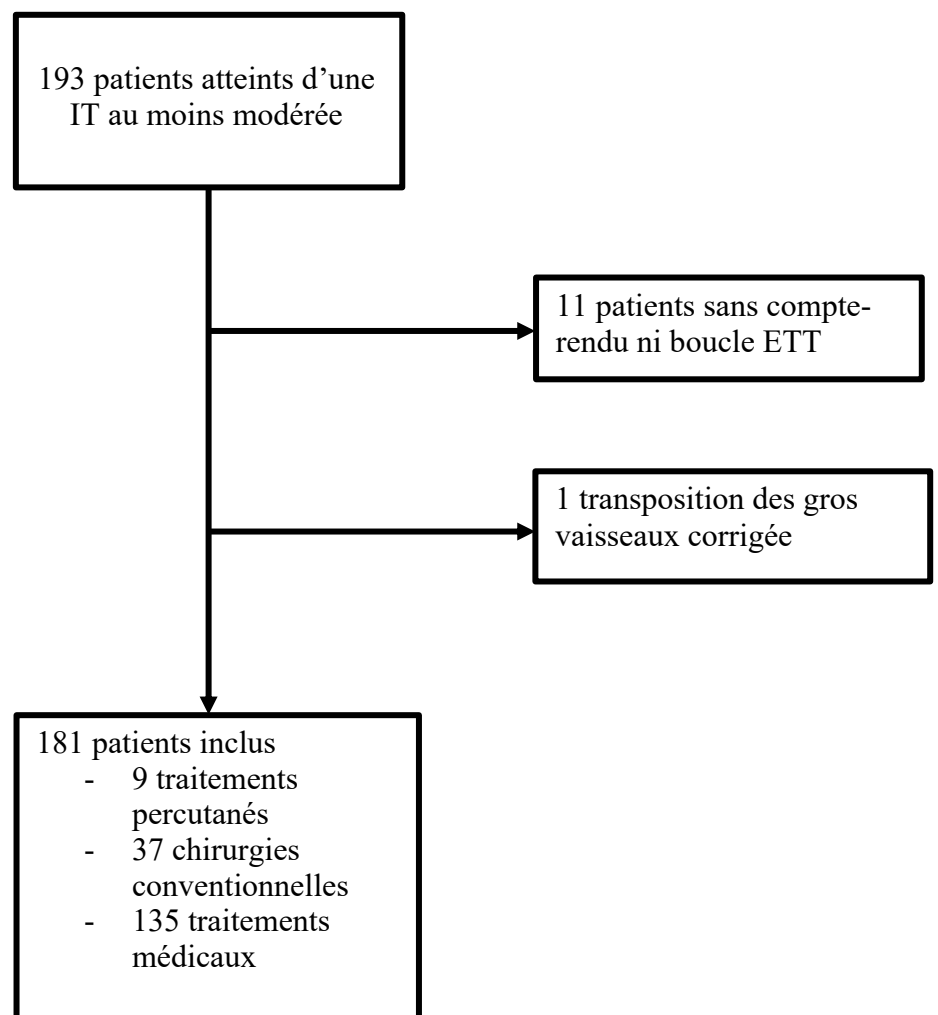 193 patients atteints d’une
IT au moins modérée
11 patients sans compte-
rendu ni boucle ETT
1 transposition des gros
vaisseaux corrigée
181 patients inclus
- 9 traitements
percutanés
- 37 chirurgies
conventionnelles
- 135 traitements
médicaux